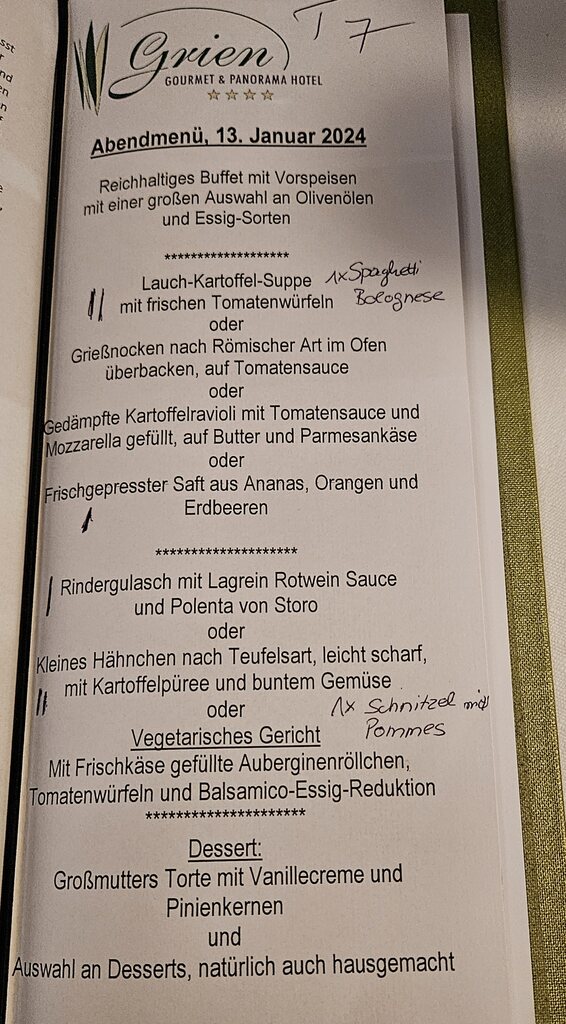 T 7
Grien
GOURMET & PANORAMA HOTEL
Abendmenü, 13. Januar 2024
Reichhaltiges Buffet mit Vorspeisen
mit einer großen Auswahl an Olivenölen
und Essig-Sorten
*******************
Lauch-Kartoffel-Suppe 1x Spaghetti
mit frischen Tomatenwürfeln Bolognese
oder
Grießnocken nach Römischer Art im Ofen
überbacken, auf Tomatensauce
oder
Gedämpfte Kartoffelravioli mit Tomatensauce und
Mozzarella gefüllt, auf Butter und Parmesankäse
oder
Frischgepresster Saft aus Ananas, Orangen und
Erdbeeren
*********************
Rindergulasch mit Lagrein Rotwein Sauce
und Polenta von Storo
oder
Kleines Hähnchen nach Teufelsart, leicht scharf,
mit Kartoffelpüree und buntem Gemüse
oder 1x Schnitzel mit
Vegetarisches Gericht Pommes
Mit Frischkäse gefüllte Auberginenröllchen,
Tomatenwürfeln und Balsamico-Essig-Reduktion
***********************
Dessert:
Großmutters Torte mit Vanillecreme und
Pinienkernen
und
Auswahl an Desserts, natürlich auch hausgemacht